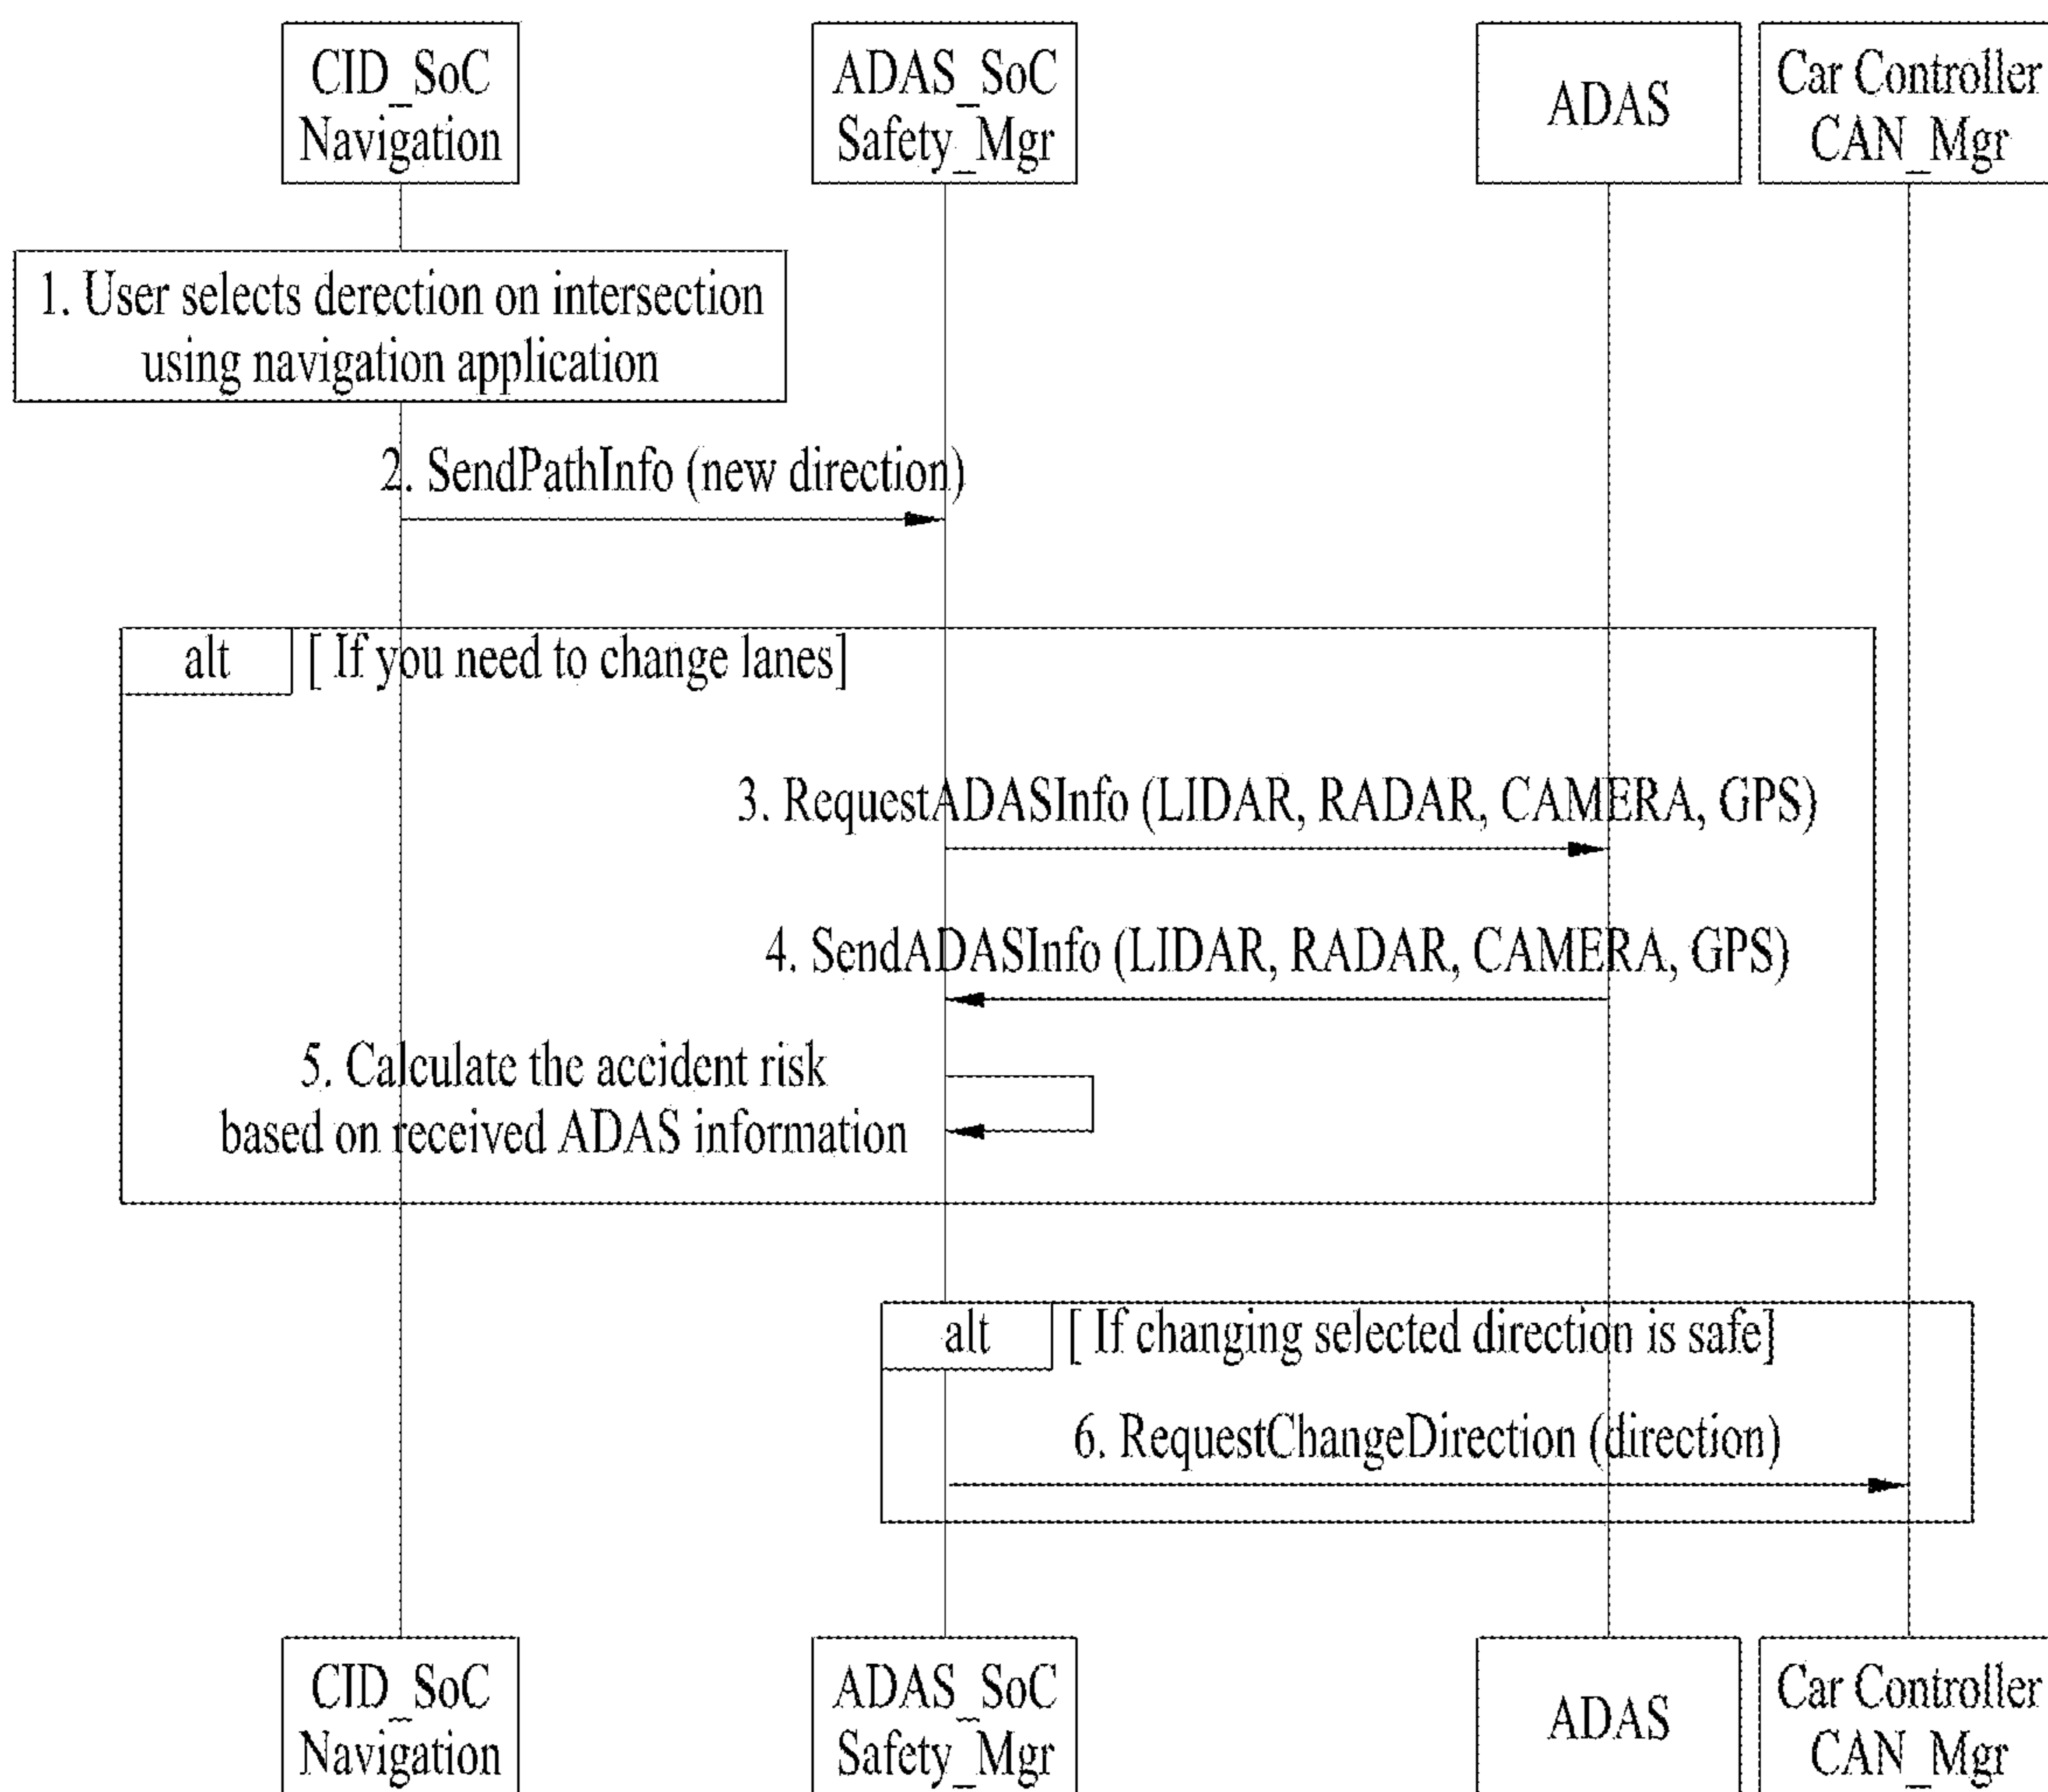 CID_SoC
Navigation
ADAS_SoC
Safety_Mgr
ADAS
Car Controller
CAN_Mgr
1. User selects derection on intersection
using navigation application
2. SendPathInfo (new direction)
alt
[ If you need to change lanes]
3. RequestADASInfo (LIDAR, RADAR, CAMERA, GPS)
4. SendADASInfo (LIDAR, RADAR, CAMERA, GPS)
5. Calculate the accident risk
based on received ADAS information
alt
[ If changing selected direction is safe]
6. RequestChangeDirection (direction)
CID_SoC
Navigation
ADAS_SoC
Safety_Mgr
ADAS
Car Controller
CAN_Mgr